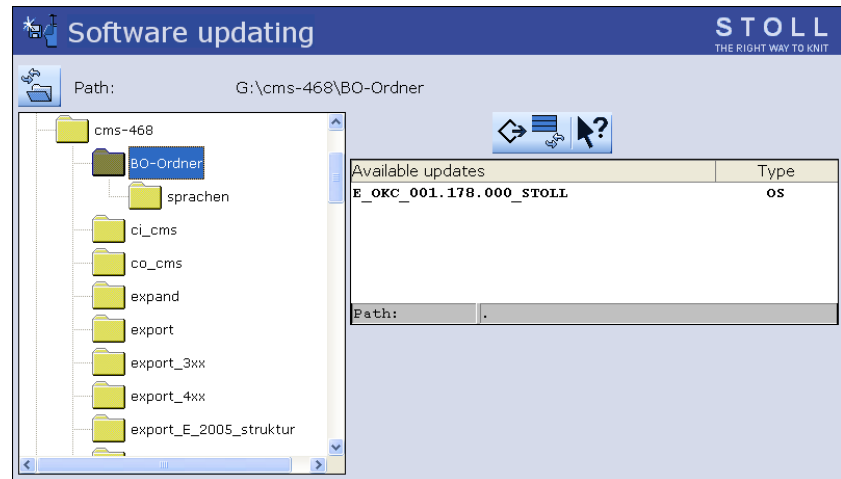 Software updating
STOLL
THE RIGHT WAY TO KNIT
Path: G:\cms-468\BO-Ordner
cms-468
BO-Ordner
sprachen
ci_cms
co_cms
expand
export
export_3xx
export_4xx
export_E_2005_struktur
Available updates Type
E_OKC_001.178.000_STOLL OS
Path: .